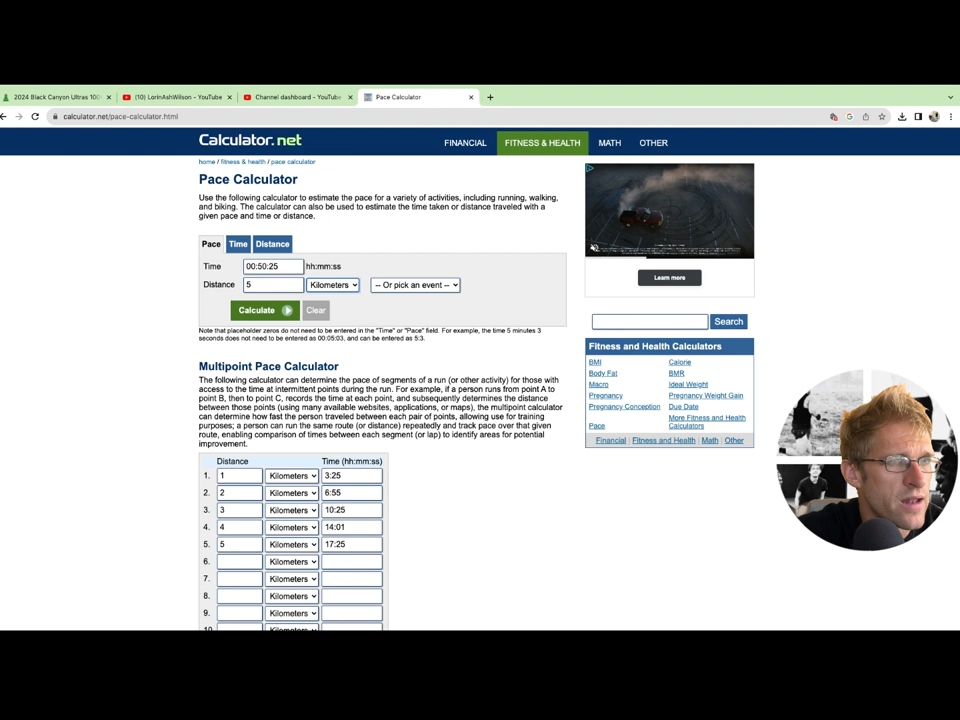 2024 Black Canyon Ultras 100
(10) LorinAshWilson - YouTube
Channel dashboard - YouTube
Pace Calculator
calculator.net/pace-calculator.html
Calculator.net
FINANCIAL
FITNESS & HEALTH
MATH
OTHER
home / fitness & health / pace calculator
Pace Calculator
Use the following calculator to estimate the pace for a variety of activities, including running, walking,
and biking. The calculator can also be used to estimate the time taken or distance traveled with a
given pace and time or distance.
Pace Time Distance
Time 00:50:25 hh:mm:ss
Distance 5 Kilometers -- Or pick an event --
Calculate Clear
Note that placeholder zeros do not need to be entered in the "Time" or "Pace" field. For example, the time 5 minutes 3
seconds does not need to be entered as 00:05:03, and can be entered as 5:3.
Multipoint Pace Calculator
The following calculator can determine the pace of segments of a run (or other activity) for those with
access to the time at intermittent points during the run. For example, if a person runs from point A to
point B, then to point C, records the time at each point, and subsequently determines the distance
between those points (using many available websites, applications, or maps), the multipoint calculator
can determine how fast the person traveled between each pair of points, allowing use for training
purposes; a person can run the same route (or distance) repeatedly and track pace over that given
route, enabling comparison of times between each segment (or lap) to identify areas for potential
improvement.
Distance Time (hh:mm:ss)
1. 1 Kilometers 3:25
2. 2 Kilometers 6:55
3. 3 Kilometers 10:25
4. 4 Kilometers 14:01
5. 5 Kilometers 17:25
6. Kilometers
7. Kilometers
8. Kilometers
9. Kilometers
10. Kilometers
Learn more
Search
Fitness and Health Calculators
BMI Calorie
Body Fat BMR
Macro Ideal Weight
Pregnancy Pregnancy Weight Gain
Pregnancy Conception Due Date
Pace More Fitness and Health
Calculators
Financial | Fitness and Health | Math | Other